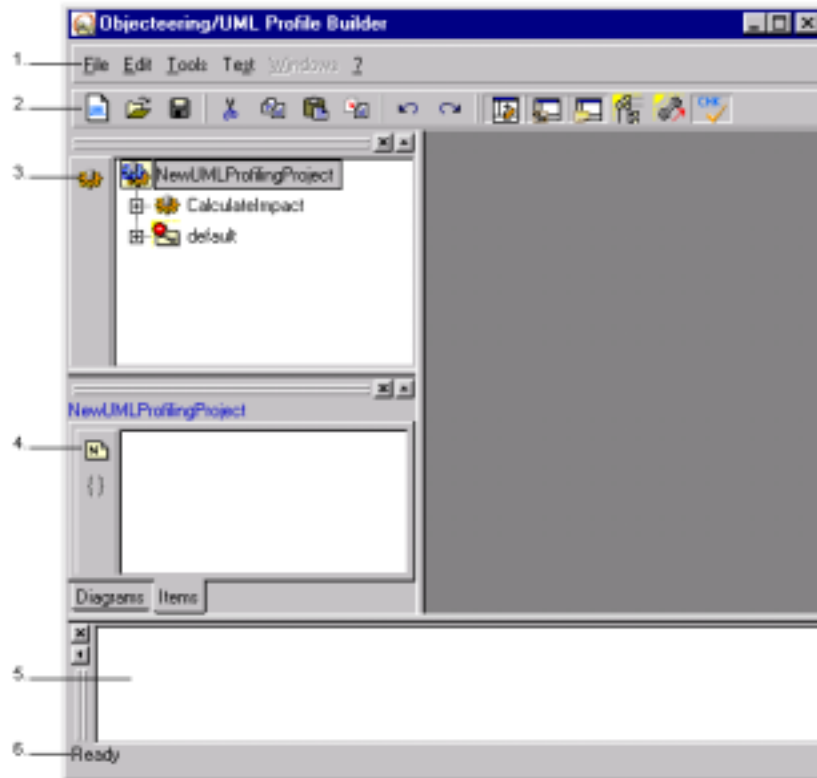 Objecteering/UML Profile Builder
1. File Edit Tools Test Windows ?
2. CHK
3. NewUMLProfilingProject
CalculateImpact
default
NewUMLProfilingProject
4. N
{}
Diagrams Items
5.
6. Ready